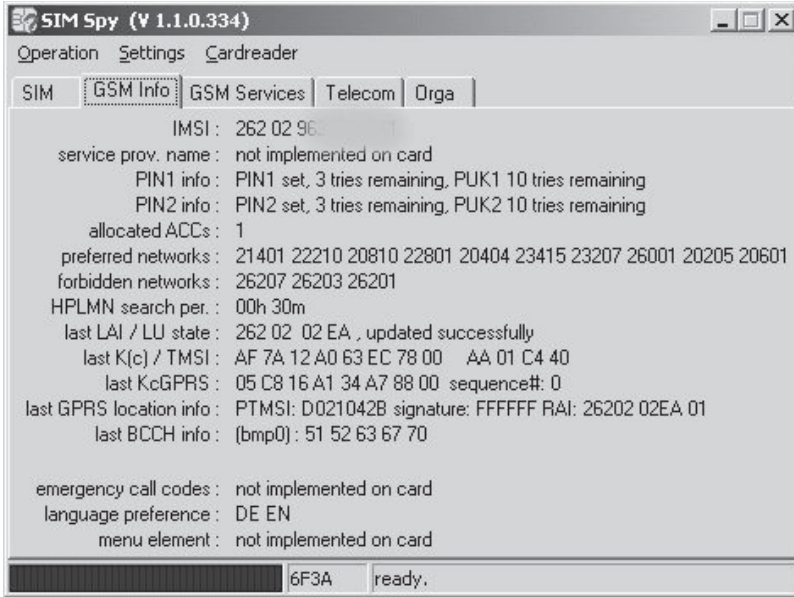 SIM Spy (V 1.1.0.334)
Operation Settings Cardreader
SIM GSM Info GSM Services Telecom Orga
IMSI : 262 02 96
service prov. name : not implemented on card
PIN1 info : PIN1 set, 3 tries remaining, PUK1 10 tries remaining
PIN2 info : PIN2 set, 3 tries remaining, PUK2 10 tries remaining
allocated ACCs : 1
preferred networks : 21401 22210 20810 22801 20404 23415 23207 26001 20205 20601
forbidden networks : 26207 26203 26201
HPLMN search per. : 00h 30m
last LAI / LU state : 262 02 02 EA , updated successfully
last K(c) / TMSI : AF 7A 12 A0 63 EC 78 00 AA 01 C4 40
last KcGPRS : 05 C8 16 A1 34 A7 88 00 sequence#: 0
last GPRS location info : PTMSI: D021042B signature: FFFFFF RAI: 26202 02EA 01
last BCCH info : (bmp0) : 51 52 63 67 70
emergency call codes : not implemented on card
language preference : DE EN
menu element : not implemented on card
6F3A ready.